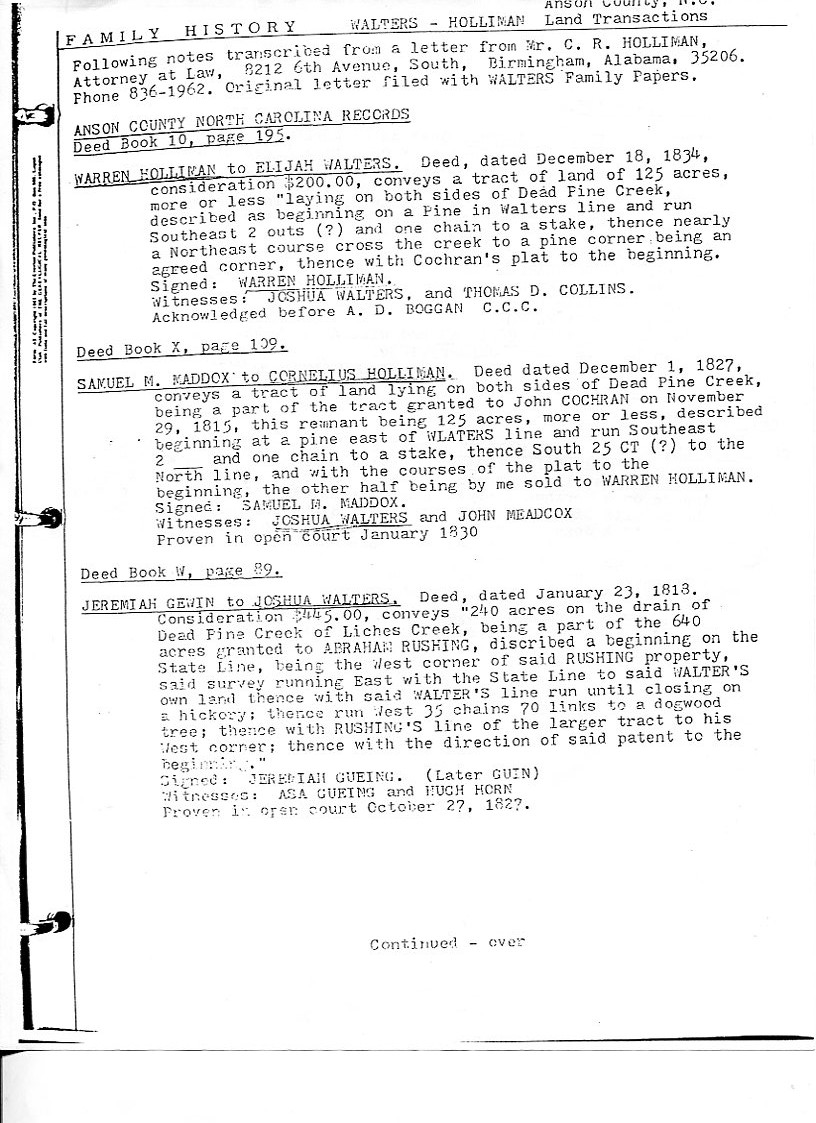 Anson County, N.C.
FAMILY HISTORY WALTERS - HOLLIMAN Land Transactions
Following notes transcribed from a letter from Mr. C. R. HOLLIMAN,
Attorney at Law, 8212 6th Avenue, South, Birmingham, Alabama, 35206.
Phone 836-1962. Original letter filed with WALTERS Family Papers.
ANSON COUNTY NORTH CAROLINA RECORDS
Deed Book 10, page 195.
WARREN HOLLIMAN to ELIJAH WALTERS. Deed, dated December 18, 1834,
consideration $200.00, conveys a tract of land of 125 acres,
more or less "laying on both sides of Dead Pine Creek,
described as beginning on a Pine in Walters line and run
Southeast 2 outs (?) and one chain to a stake, thence nearly
a Northeast course cross the creek to a pine corner being an
agreed corner, thence with Cochran's plat to the beginning.
Signed: WARREN HOLLIMAN.
Witnesses: JOSHUA WALTERS, and THOMAS D. COLLINS.
Acknowledged before A. D. BOGGAN C.C.C.
Deed Book X, page 109.
SAMUEL M. MADDOX to CORNELIUS HOLLIMAN. Deed dated December 1, 1827,
conveys a tract of land lying on both sides of Dead Pine Creek,
being a part of the tract granted to John COCHRAN on November
29, 1815, this remnant being 125 acres, more or less, described
beginning at a pine east of WLATERS line and run Southeast
2 ___ and one chain to a stake, thence South 25 CT (?) to the
North line, and with the courses of the plat to the
beginning, the other half being by me sold to WARREN HOLLIMAN.
Signed: SAMUEL M. MADDOX.
Witnesses: JOSHUA WALTERS and JOHN MEADCOX
Proven in open court January 1830
Deed Book W, page 89.
JEREMIAH GEWIN to JOSHUA WALTERS. Deed, dated January 23, 1818.
Consideration $445.00, conveys "240 acres on the drain of
Dead Pine Creek of Liches Creek, being a part of the 640
acres granted to ABRAHAM RUSHING, discribed a beginning on the
State Line, being the West corner of said RUSHING property,
said survey running East with the State Line to said WALTER'S
own land thence with said WALTER'S line run until closing on
a hickory; thence run West 35 chains 70 links to a dogwood
tree; thence with RUSHING'S line of the larger tract to his
West corner; thence with the direction of said patent to the
beginning."
Signed: JEREMIAH GUEING. (Later GUIN)
Witnesses: ASA GUEING and HUGH HORN
Proven in open court October 27, 1827.
Continued - over